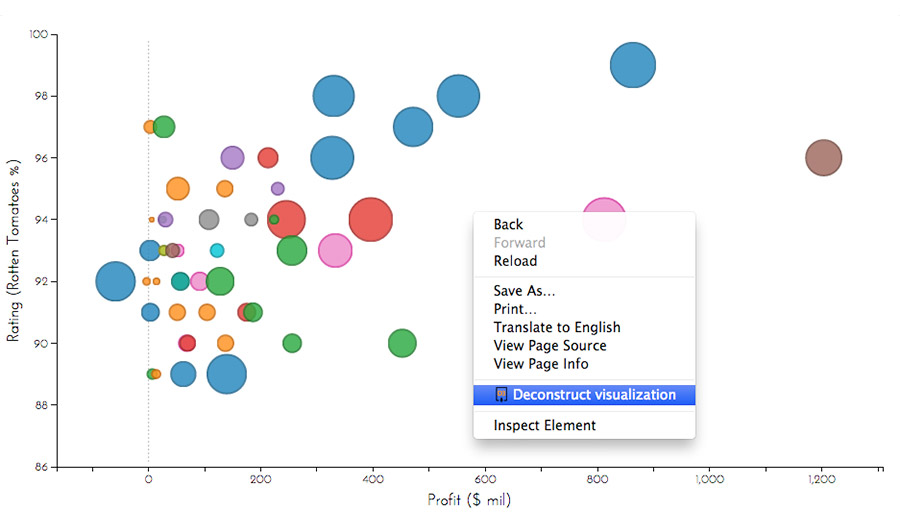 100
98
96
94
92
90
88
86
Rating (Rotten Tomatoes %)
Back
Forward
Reload
Save As...
Print...
Translate to English
View Page Source
View Page Info
Deconstruct visualization
Inspect Element
0 200 400 600 800 1,000 1,200
Profit ($ mil)